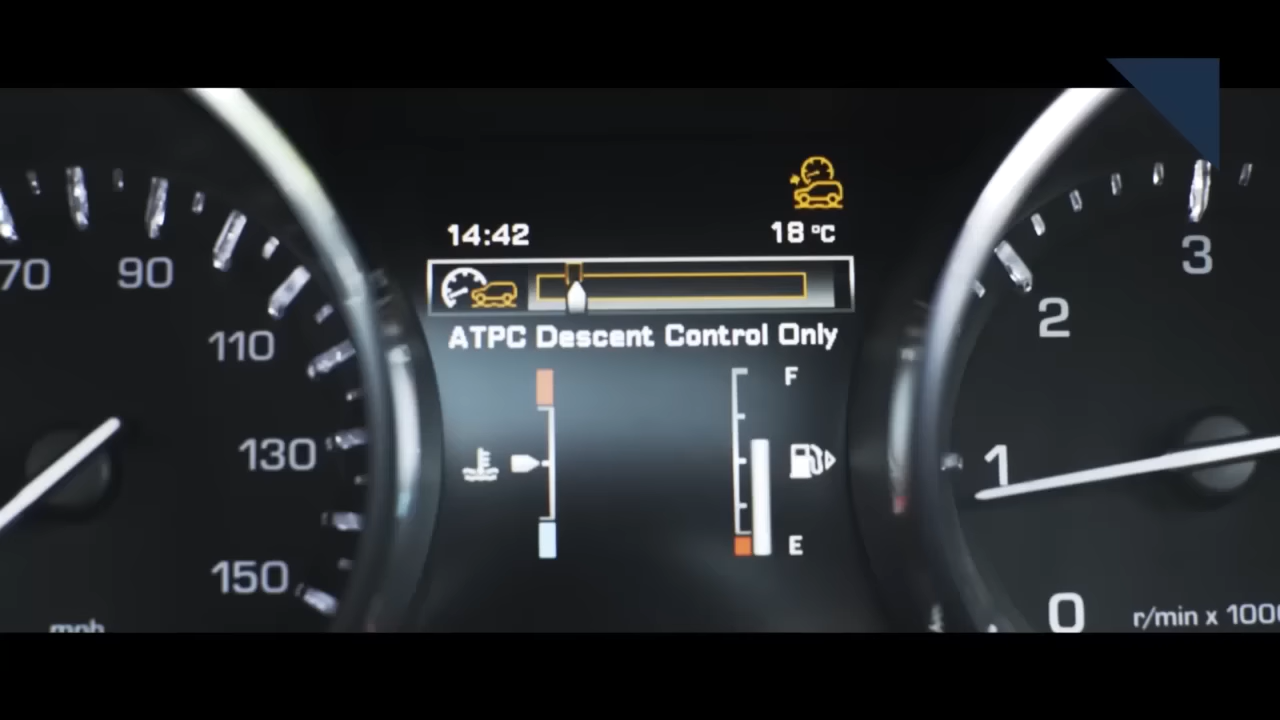 14:42 18 °C
ATPC Descent Control Only
F
E
70
90
110
130
150
mph
3
2
1
0
r/min x 1000